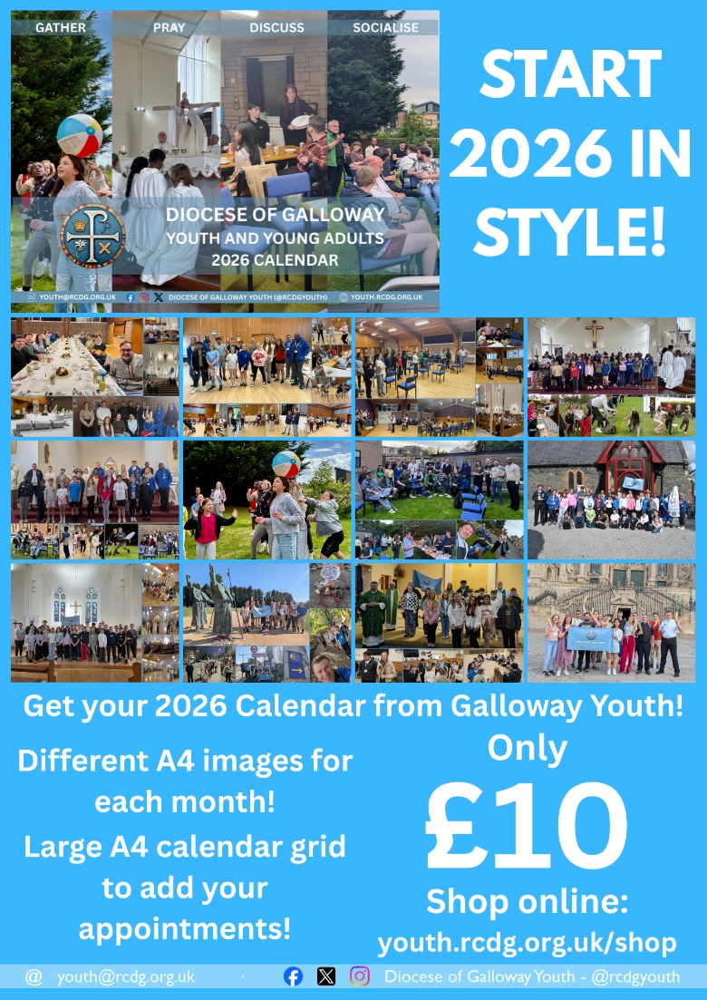 GATHER PRAY DISCUSS SOCIALISE
START
2026 IN
STYLE!
DIOCESE OF GALLOWAY
YOUTH AND YOUNG ADULTS
2026 CALENDAR
YOUTH@RCDG.ORG.UK DIOCESE OF GALLOWAY YOUTH (@RCDGYOUTH) YOUTH.RCDG.ORG.UK
Get your 2026 Calendar from Galloway Youth!
Different A4 images for
each month!
Large A4 calendar grid
to add your
appointments!
Only
£10
Shop online:
youth.rcdg.org.uk/shop
@ youth@rcdg.org.uk · Diocese of Galloway Youth - @rcdgyouth